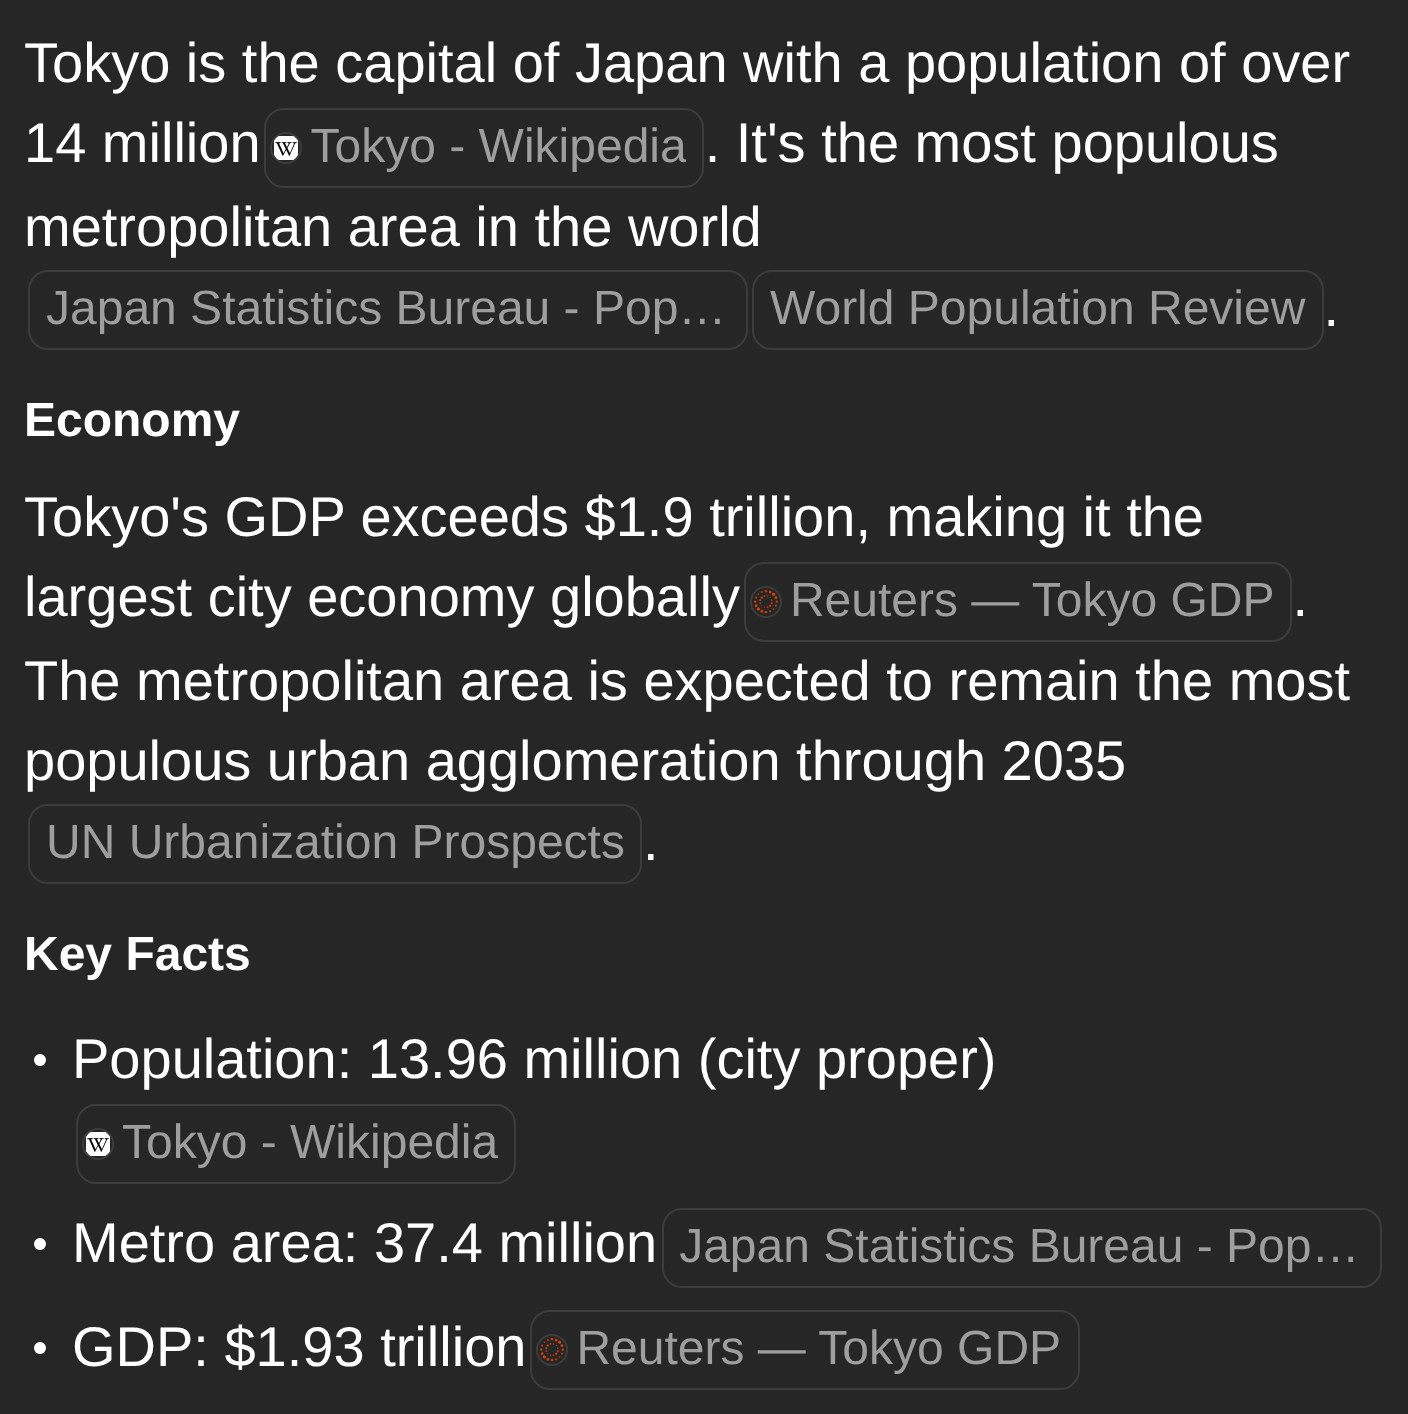 Tokyo is the capital of Japan with a population of over
14 million W Tokyo - Wikipedia . It's the most populous
metropolitan area in the world
Japan Statistics Bureau - Pop… World Population Review .
Economy
Tokyo's GDP exceeds $1.9 trillion, making it the
largest city economy globally Reuters — Tokyo GDP .
The metropolitan area is expected to remain the most
populous urban agglomeration through 2035
UN Urbanization Prospects .
Key Facts
• Population: 13.96 million (city proper)
W Tokyo - Wikipedia
• Metro area: 37.4 million Japan Statistics Bureau - Pop…
• GDP: $1.93 trillion Reuters — Tokyo GDP